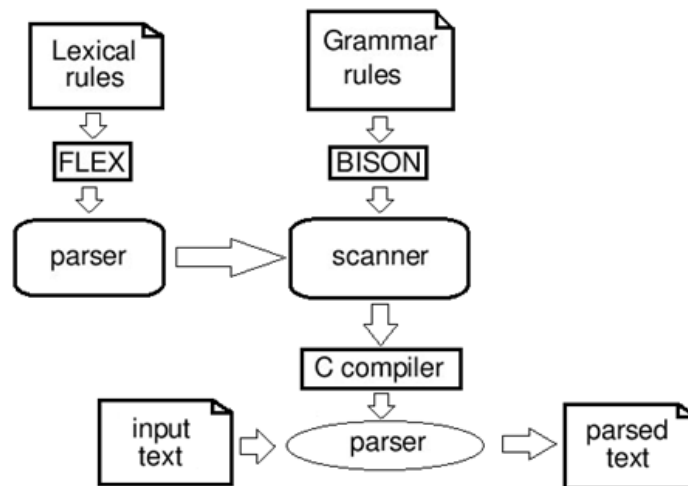 Lexical
rules
Grammar
rules
FLEX
BISON
parser
scanner
C compiler
input
text
parser
parsed
text